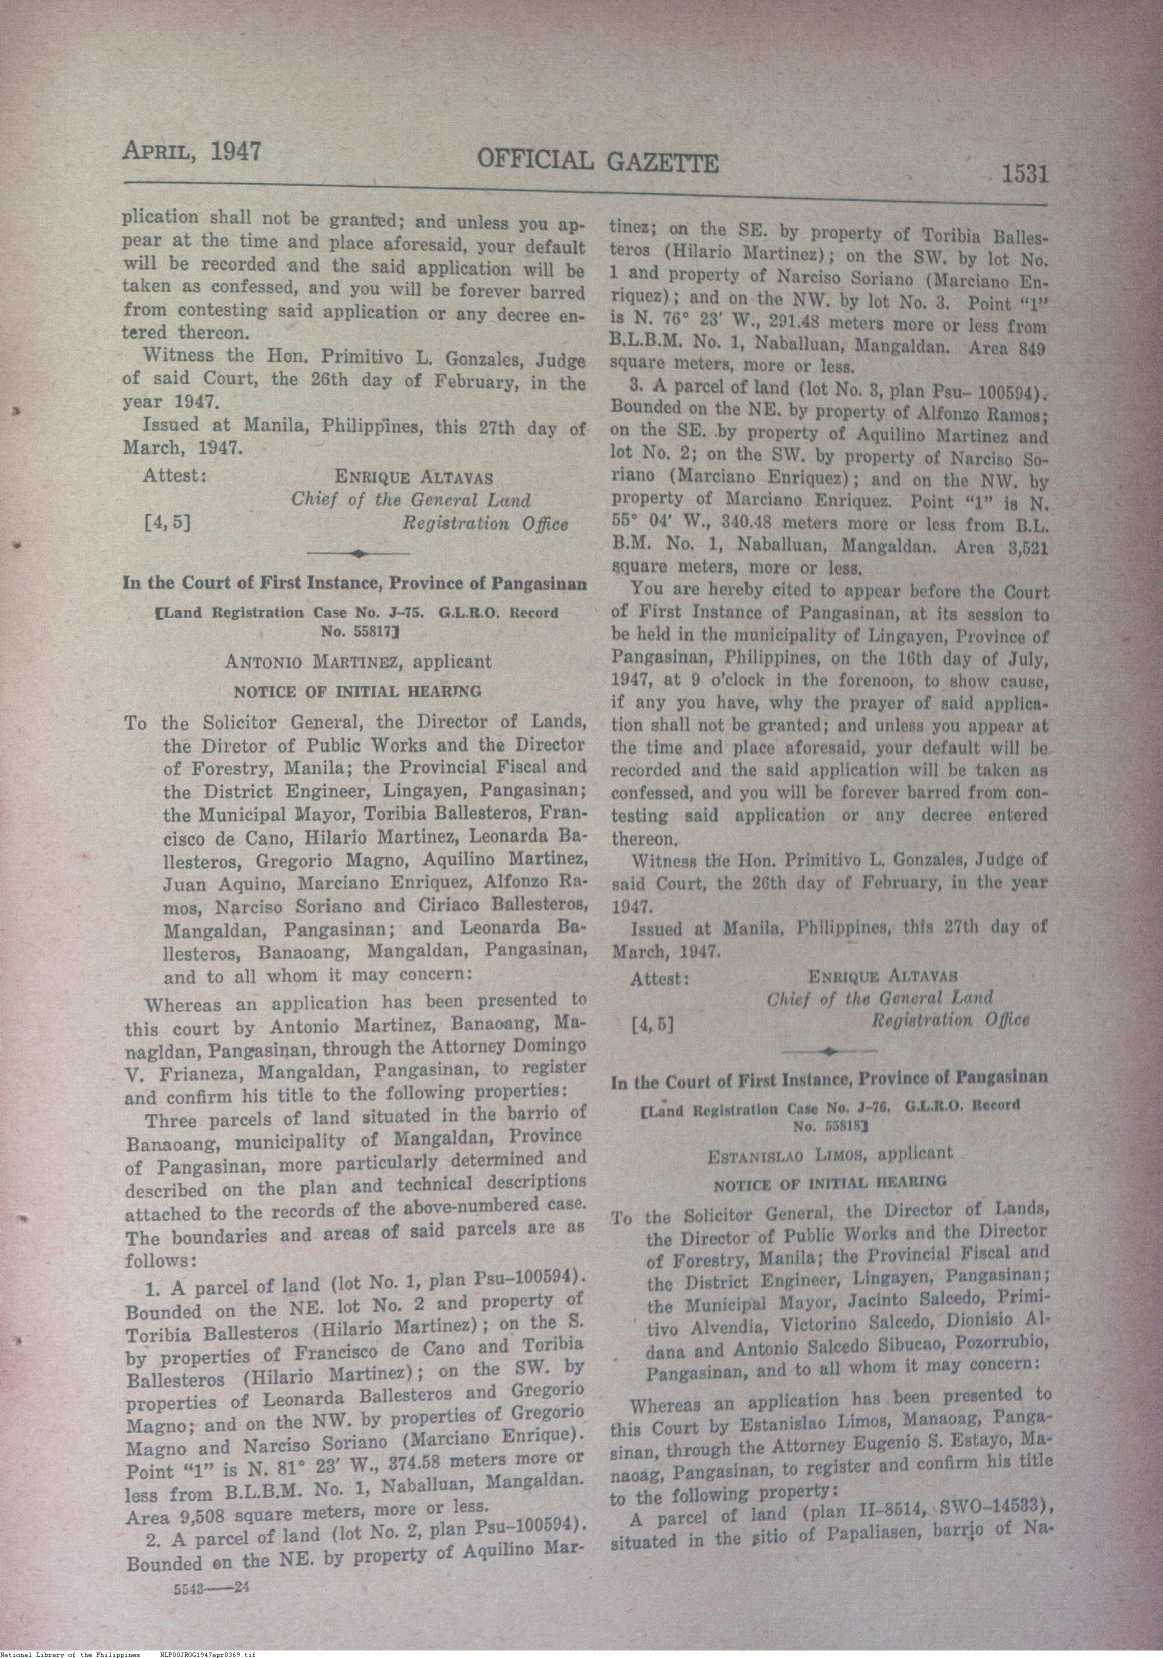 APRIL, 1947
OFFICIAL GAZETTE
1531
plication shall not be granted; and unless you ap-
pear at the time and place aforesaid, your default
will be recorded and the said application will be
taken as confessed, and you will be forever barred
from contesting said application or any decree en-
tered thereon.
Witness the Hon. Primitivo L. Gonzales, Judge
of said Court, the 26th day of February, in the
year 1947.
Issued at Manila, Philippines, this 27th day of
March, 1947.
Attest: ENRIQUE ALTAVAS
Chief of the General Land
[4, 5] Registration Office
In the Court of First Instance, Province of Pangasinan
[Land Registration Case No. J–75. G.L.R.O. Record
No. 55817]
ANTONIO MARTINEZ, applicant
NOTICE OF INITIAL HEARING
To the Solicitor General, the Director of Lands,
the Diretor of Public Works and the Director
of Forestry, Manila; the Provincial Fiscal and
the District Engineer, Lingayen, Pangasinan;
the Municipal Mayor, Toribia Ballesteros, Fran-
cisco de Cano, Hilario Martinez, Leonarda Ba-
llesteros, Gregorio Magno, Aquilino Martinez,
Juan Aquino, Marciano Enriquez, Alfonzo Ra-
mos, Narciso Soriano and Ciriaco Ballesteros,
Mangaldan, Pangasinan; and Leonarda Ba-
llesteros, Banaoang, Mangaldan, Pangasinan,
and to all whom it may concern:
Whereas an application has been presented to
this court by Antonio Martinez, Banaoang, Ma-
nagldan, Pangasinan, through the Attorney Domingo
V. Frianeza, Mangaldan, Pangasinan, to register
and confirm his title to the following properties:
Three parcels of land situated in the barrio of
Banaoang, municipality of Mangaldan, Province
of Pangasinan, more particularly determined and
described on the plan and technical descriptions
attached to the records of the above-numbered case.
The boundaries and areas of said parcels are as
follows:
1. A parcel of land (lot No. 1, plan Psu–100594).
Bounded on the NE. lot No. 2 and property of
Toribia Ballesteros (Hilario Martinez); on the S.
by properties of Francisco de Cano and Toribia
Ballesteros (Hilario Martinez); on the SW. by
properties of Leonarda Ballesteros and Gregorio
Magno; and on the NW. by properties of Gregorio
Magno and Narciso Soriano (Marciano Enrique).
Point "1" is N. 81° 23′ W., 374.58 meters more or
less from B.L.B.M. No. 1, Naballuan, Mangaldan.
Area 9,508 square meters, more or less.
2. A parcel of land (lot No. 2, plan Psu–100594).
Bounded on the NE. by property of Aquilino Mar-
5543——24
tinez; on the SE. by property of Toribia Balles-
teros (Hilario Martinez); on the SW. by lot No.
1 and property of Narciso Soriano (Marciano En-
riquez); and on the NW. by lot No. 3. Point "1"
is N. 76° 23′ W., 291.48 meters more or less from
B.L.B.M. No. 1, Naballuan, Mangaldan. Area 849
square meters, more or less.
3. A parcel of land (lot No. 3, plan Psu– 100594).
Bounded on the NE. by property of Alfonzo Ramos;
on the SE. by property of Aquilino Martinez and
lot No. 2; on the SW. by property of Narciso So-
riano (Marciano Enriquez); and on the NW. by
property of Marciano Enriquez. Point "1" is N.
55° 04′ W., 340.48 meters more or less from B.L.
B.M. No. 1, Naballuan, Mangaldan. Area 3,521
square meters, more or less.
You are hereby cited to appear before the Court
of First Instance of Pangasinan, at its session to
be held in the municipality of Lingayen, Province of
Pangasinan, Philippines, on the 16th day of July,
1947, at 9 o'clock in the forenoon, to show cause,
if any you have, why the prayer of said applica-
tion shall not be granted; and unless you appear at
the time and place aforesaid, your default will be
recorded and the said application will be taken as
confessed, and you will be forever barred from con-
testing said application or any decree entered
thereon.
Witness the Hon. Primitivo L. Gonzales, Judge of
said Court, the 26th day of February, in the year
1947.
Issued at Manila, Philippines, this 27th day of
March, 1947.
Attest: ENRIQUE ALTAVAS
Chief of the General Land
[4, 5] Registration Office
In the Court of First Instance, Province of Pangasinan
[Land Registration Case No. J–76. G.L.R.O. Record
No. 55818]
ESTANISLAO LIMOS, applicant
NOTICE OF INITIAL HEARING
To the Solicitor General, the Director of Lands,
the Director of Public Works and the Director
of Forestry, Manila; the Provincial Fiscal and
the District Engineer, Lingayen, Pangasinan;
the Municipal Mayor, Jacinto Salcedo, Primi-
tivo Alvendia, Victorino Salcedo, Dionisio Al-
dana and Antonio Salcedo Sibucao, Pozorrubio,
Pangasinan, and to all whom it may concern:
Whereas an application has been presented to
this Court by Estanislao Limos, Manaoag, Panga-
sinan, through the Attorney Eugenio S. Estayo, Ma-
naoag, Pangasinan, to register and confirm his title
to the following property:
A parcel of land (plan II–8514, SWO–14533),
situated in the sitio of Papaliasen, barrio of Na-
National Library of the Philippines NLP00JROG1947apr0369.tif